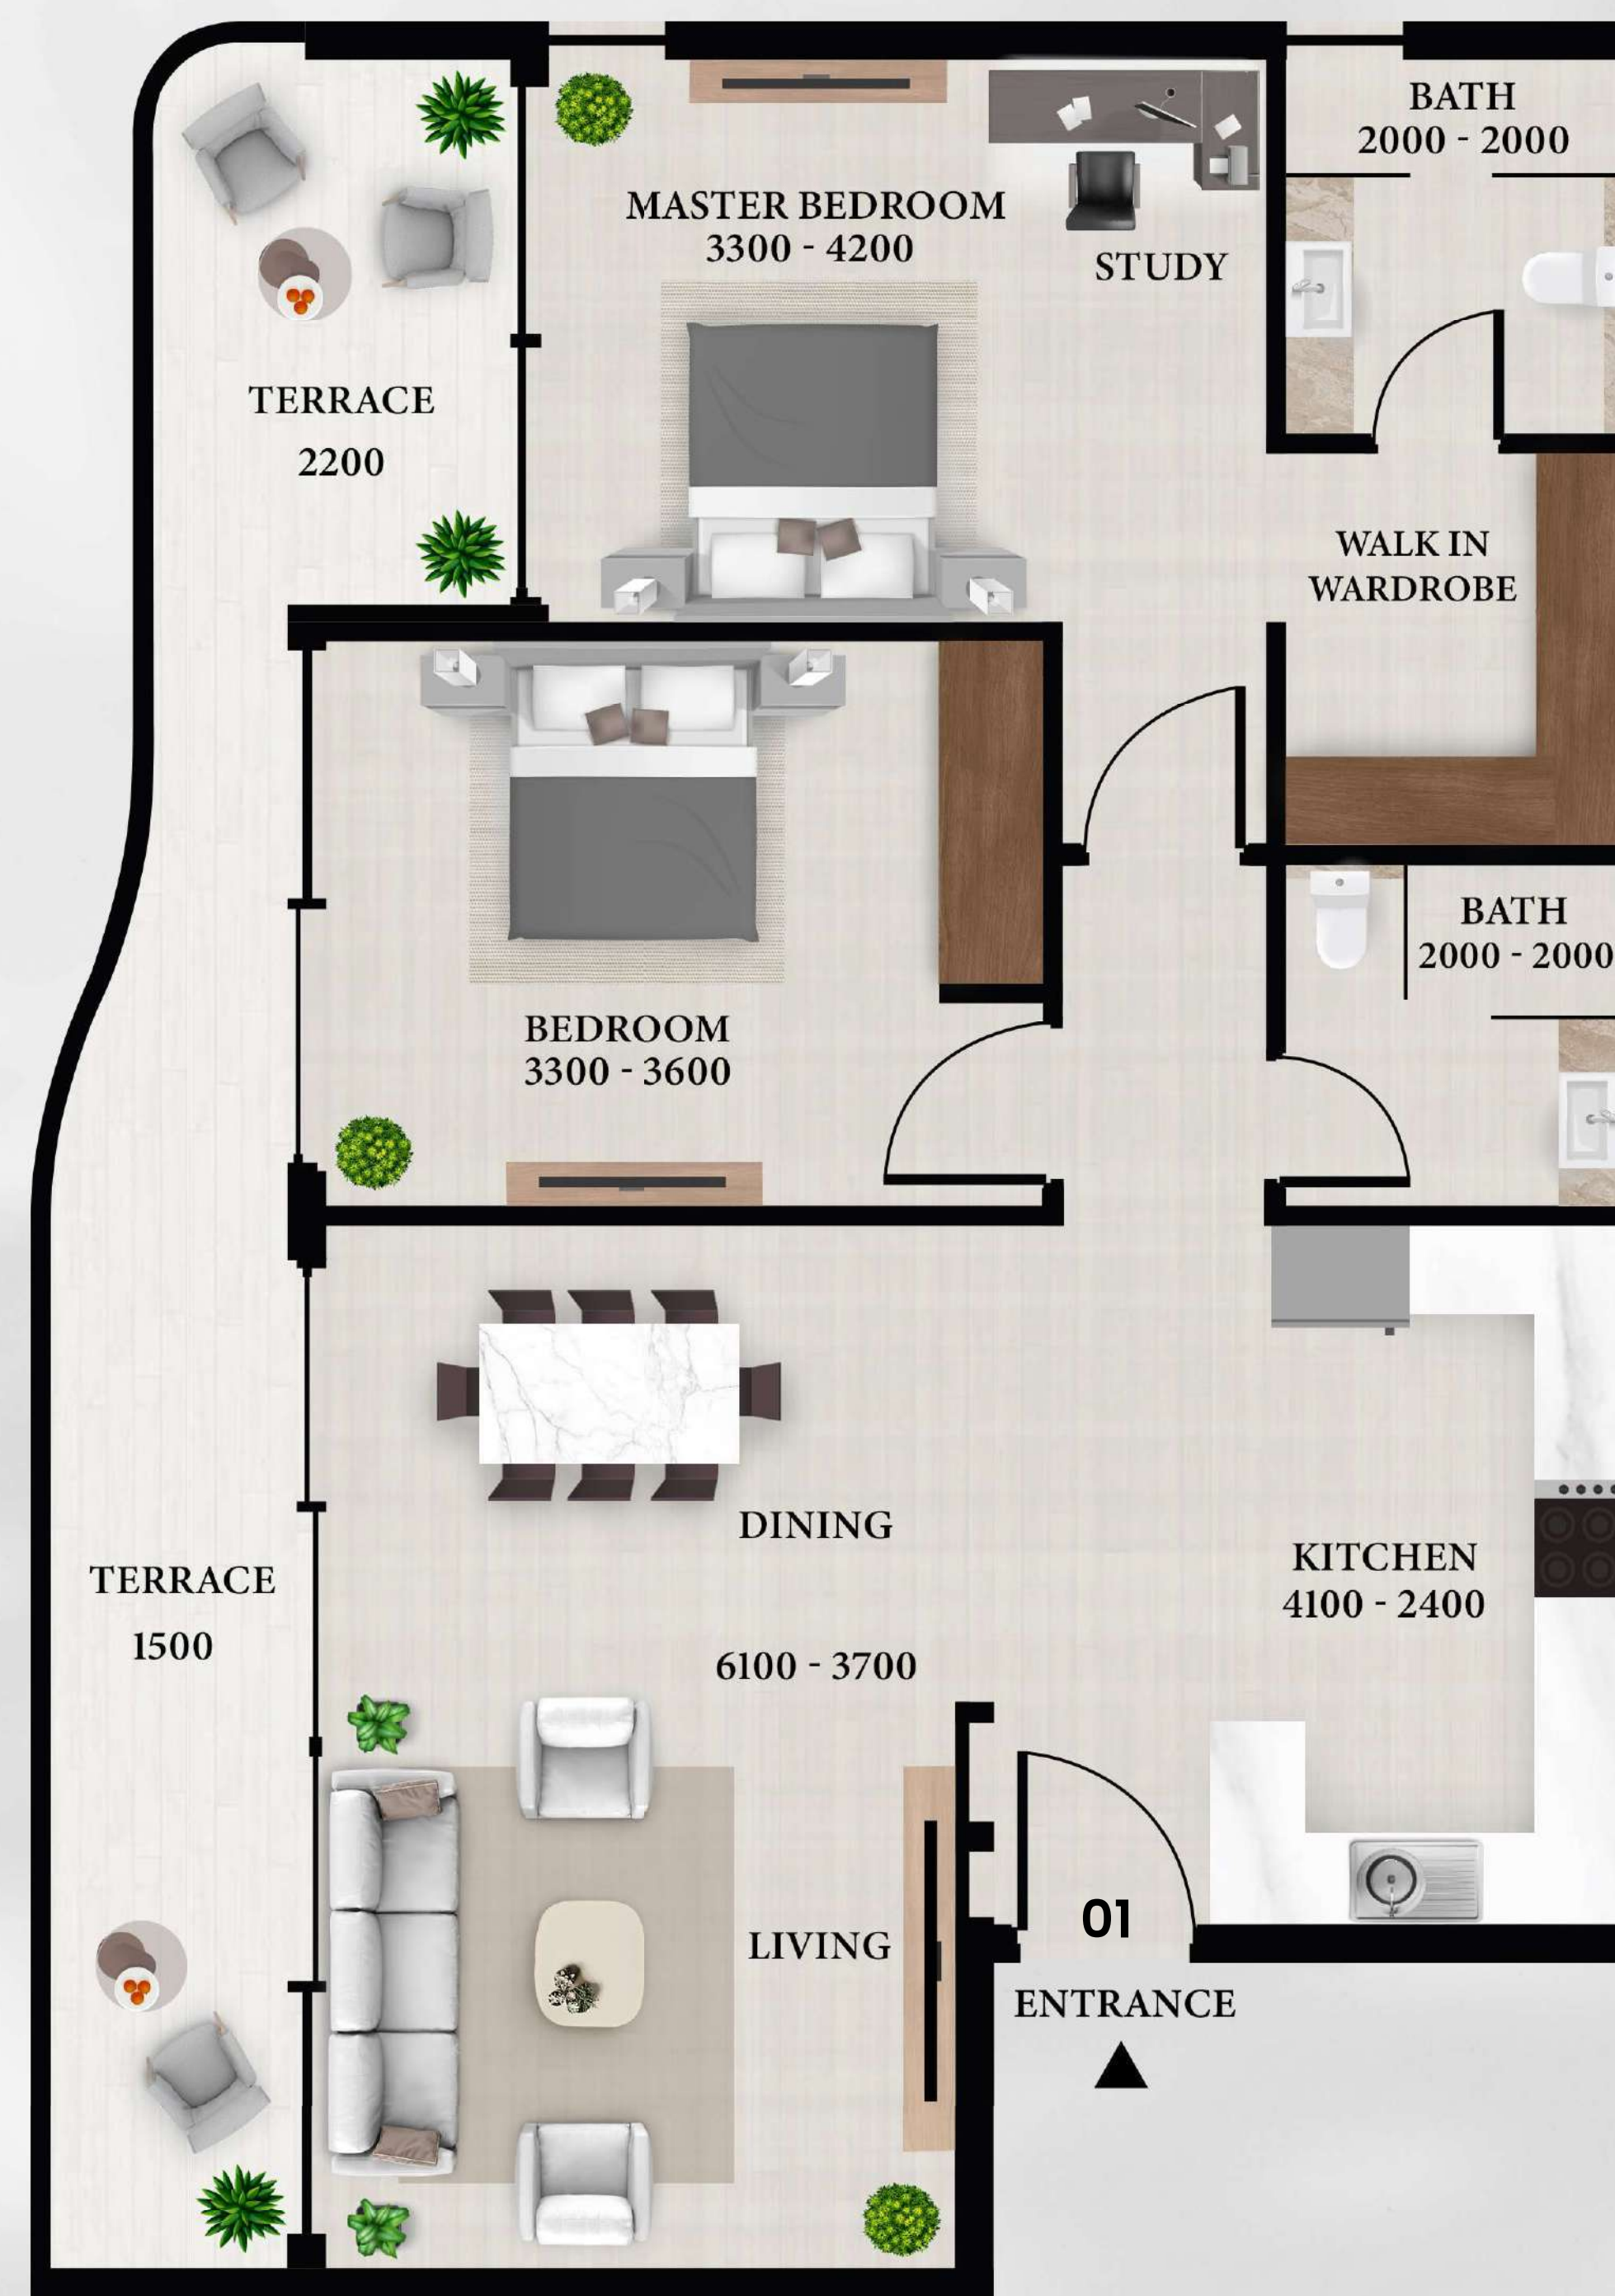 BATH
2000 - 2000
MASTER BEDROOM
3300 - 4200
STUDY
TERRACE
2200
WALK IN
WARDROBE
BATH
2000 - 2000
BEDROOM
3300 - 3600
DINING
KITCHEN
4100 - 2400
TERRACE
1500
6100 - 3700
LIVING
01
ENTRANCE